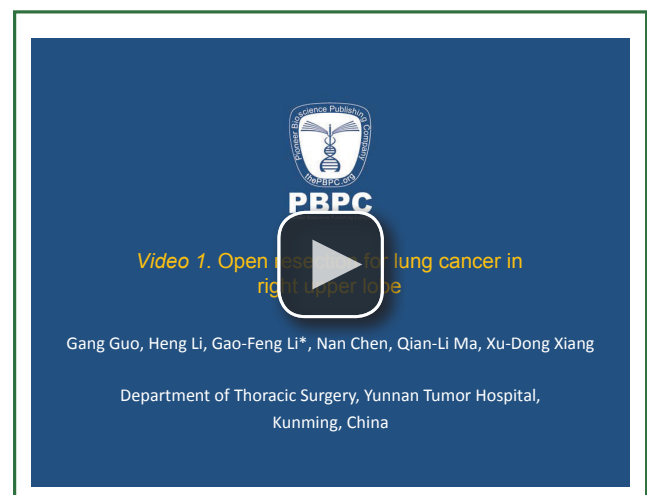 Pioneer Bioscience Publishing Company
thePBPC.org
PBPC
Video 1. Open resection for lung cancer in
right upper lobe
Gang Guo, Heng Li, Gao-Feng Li*, Nan Chen, Qian-Li Ma, Xu-Dong Xiang
Department of Thoracic Surgery, Yunnan Tumor Hospital,
Kunming, China